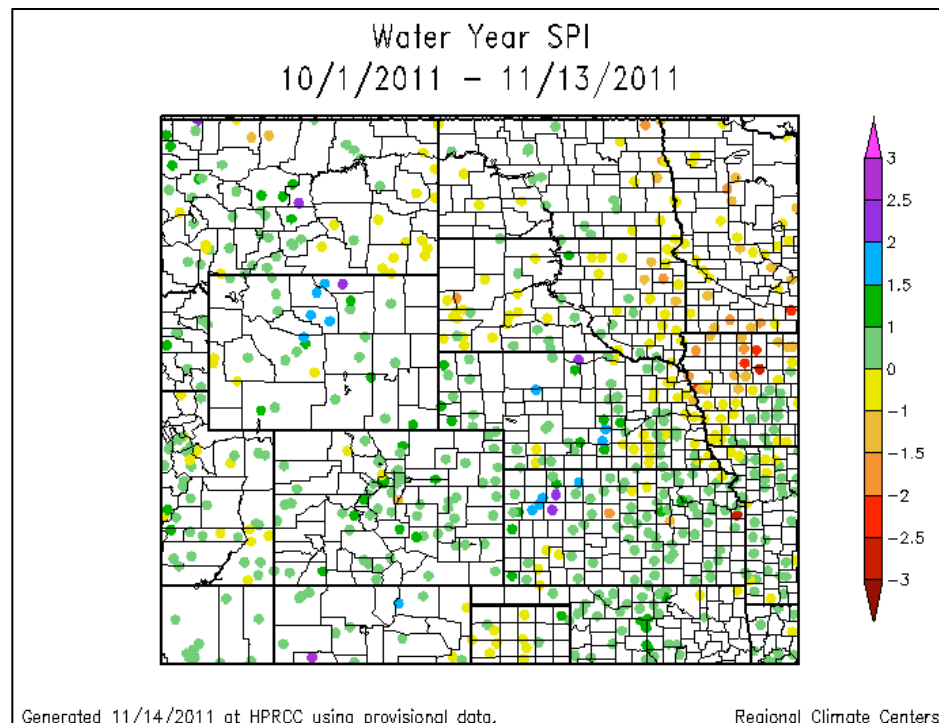 Water Year SPI
10/1/2011 – 11/13/2011
3
2.5
2
1.5
1
0
−1
−1.5
−2
−2.5
−3
Generated 11/14/2011 at HPRCC using provisional data.
Regional Climate Centers